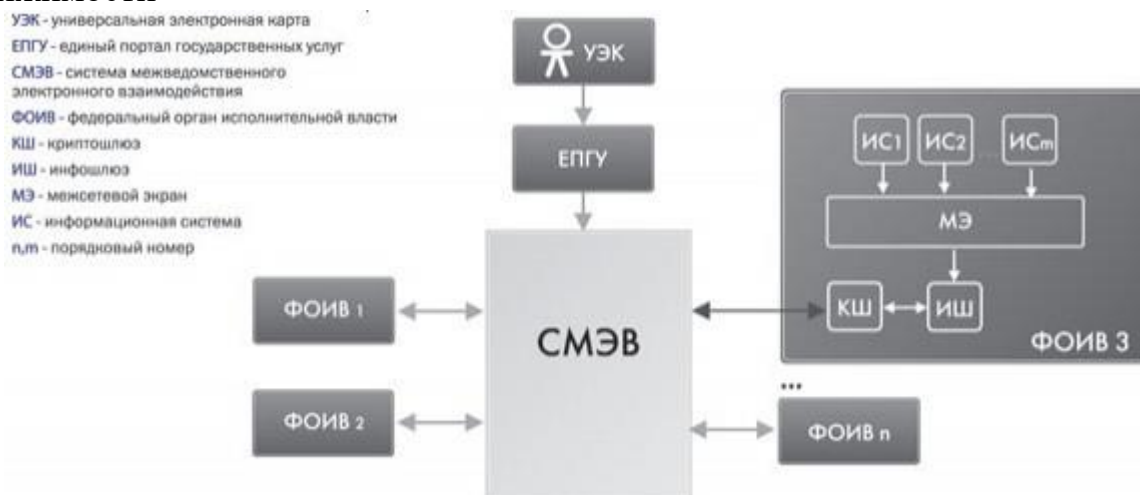 УЭК - универсальная электронная карта
ЕПГУ - единый портал государственных услуг
СМЭВ - система межведомственного
электронного взаимодействия
ФОИВ - федеральный орган исполнительной власти
КШ - криптошлюз
ИШ - инфошлюз
МЭ - межсетевой экран
ИС - информационная система
n,m - порядковый номер
УЭК
ЕПГУ
СМЭВ
ФОИВ 1
ФОИВ 2
ИС1 ИС2 ... ИСm
МЭ
КШ ИШ
ФОИВ 3
...
ФОИВ n